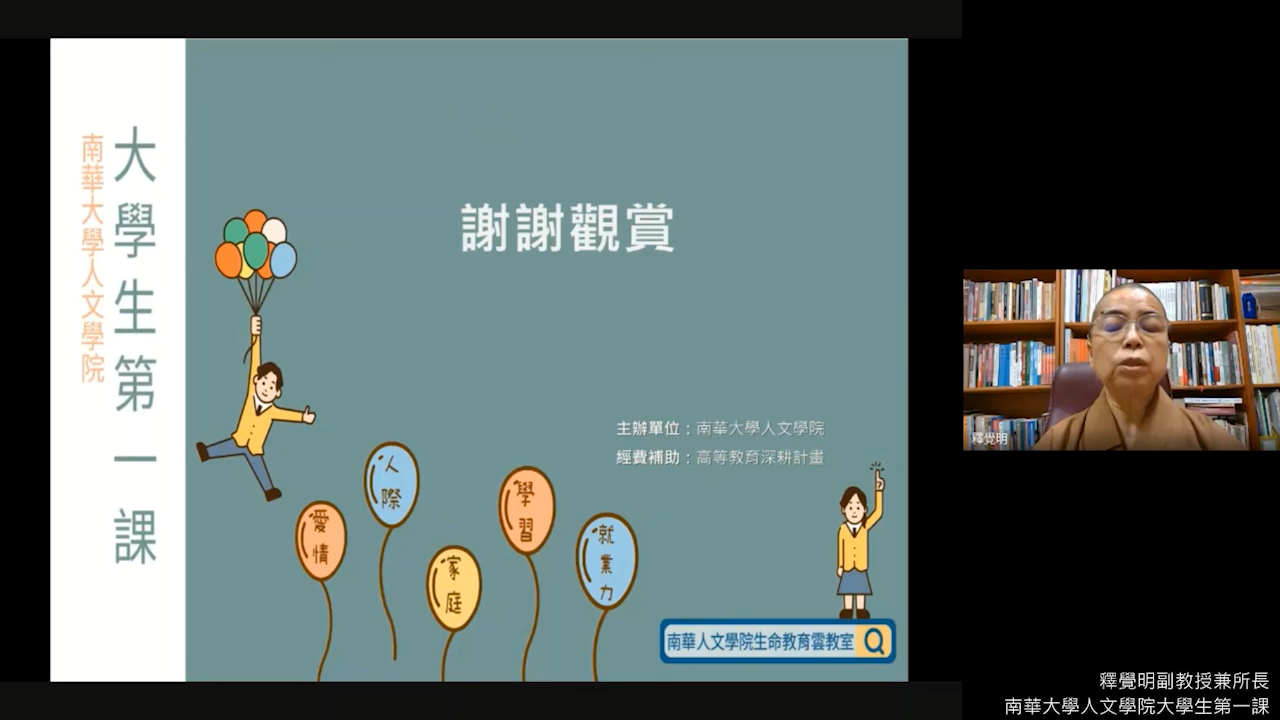 大學生第一課
南華大學人文學院
謝謝觀賞
主辦單位：南華大學人文學院
經費補助：高等教育深耕計畫
愛情
人際
家庭
學習
就業力
南華人文學院生命教育雲教室
釋覺明
釋覺明副教授兼所長
南華大學人文學院大學生第一課